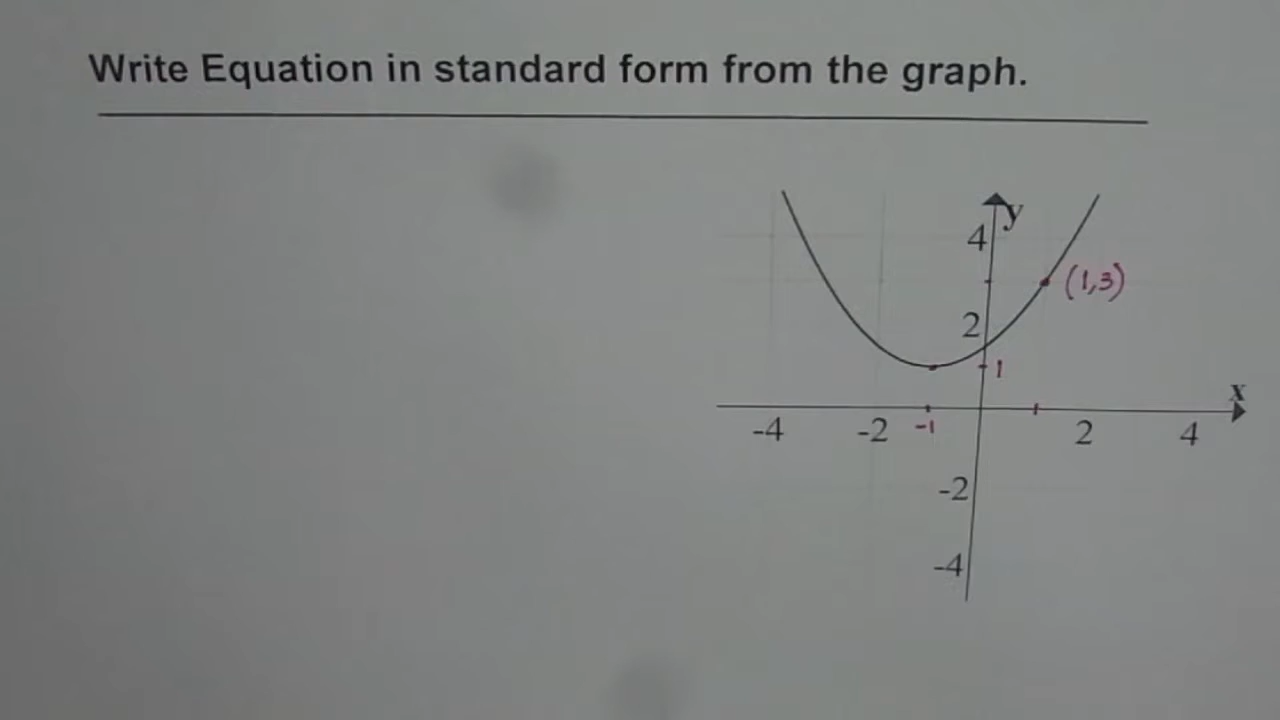 Write Equation in standard form from the graph.
y
4
(1,3)
2
1
x
-4 -2 -1 2 4
-2
-4